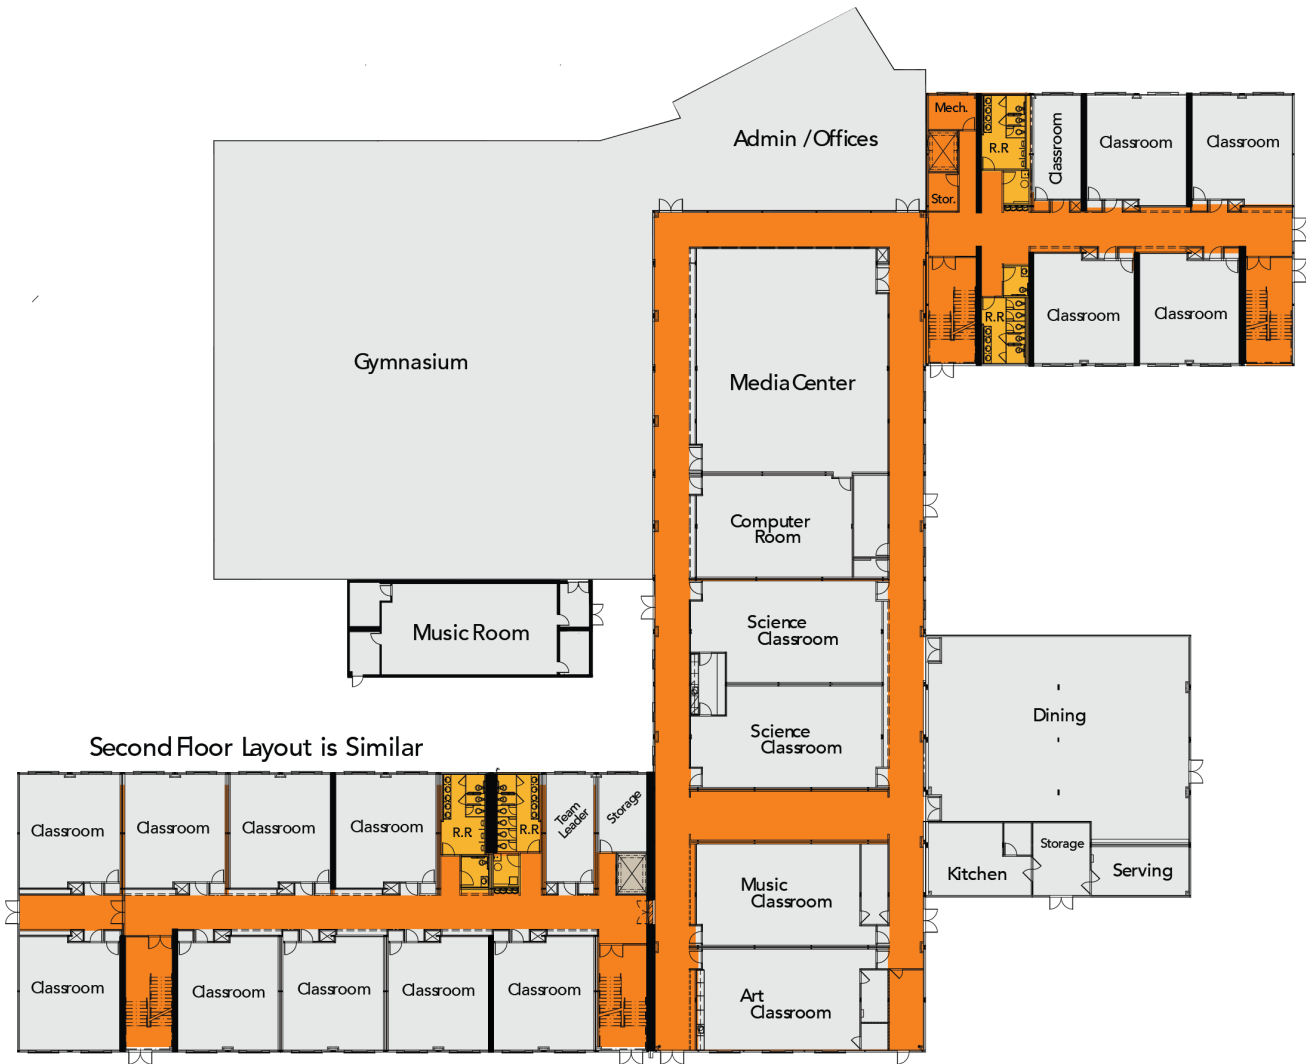 Admin / Offices
Mech.
R.R
Classroom
Classroom
Classroom
Stor.
Gymnasium
Media Center
R.R
Classroom
Classroom
Computer
Room
Music Room
Science
Classroom
Science
Classroom
Dining
Second Floor Layout is Similar
Classroom
Classroom
Classroom
Classroom
R.R
R.R
Team
Leader
Storage
Music
Classroom
Kitchen
Storage
Serving
Classroom
Classroom
Classroom
Classroom
Classroom
Art
Classroom